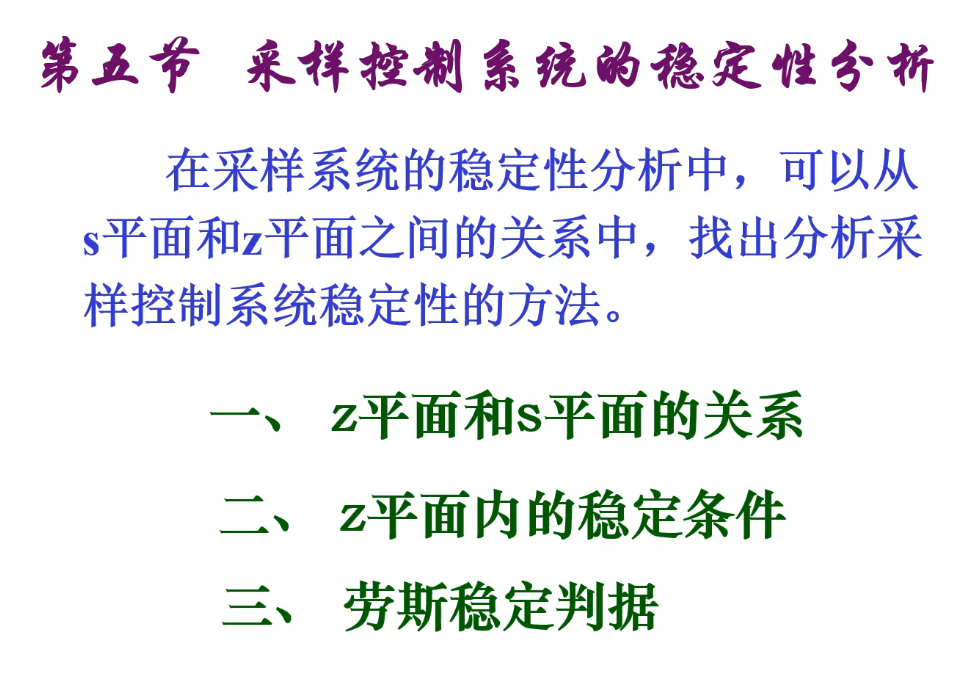 第五节 采样控制系统的稳定性分析
在采样系统的稳定性分析中，可以从
s平面和z平面之间的关系中，找出分析采
样控制系统稳定性的方法。
一、 z平面和s平面的关系
二、 z平面内的稳定条件
三、 劳斯稳定判据